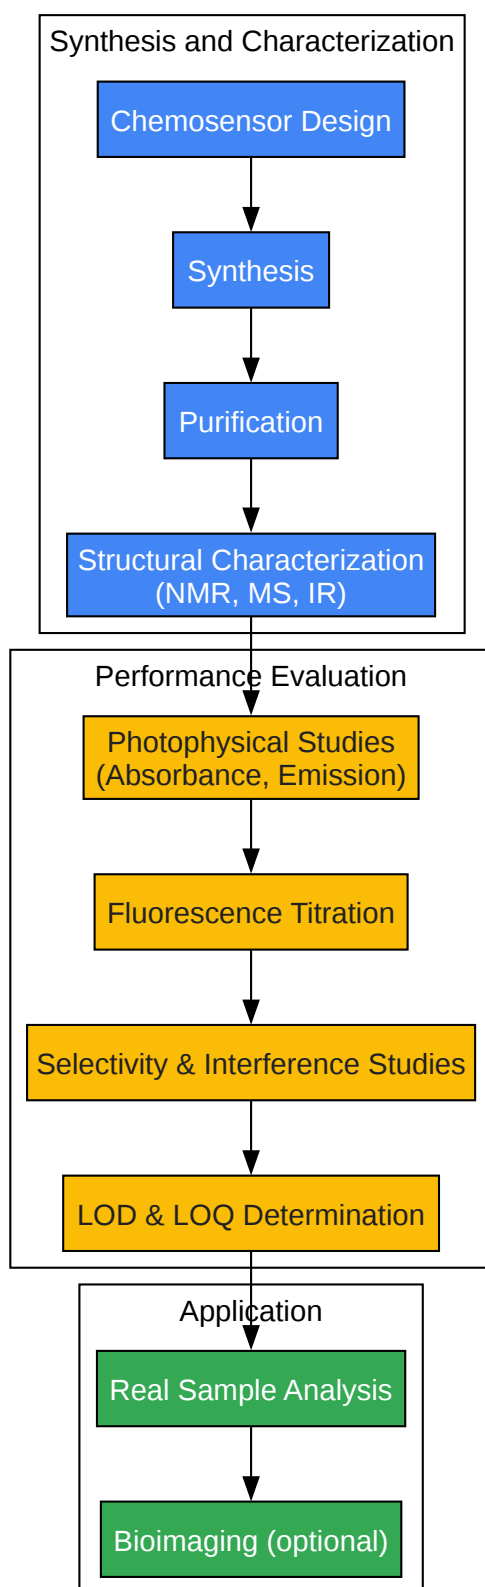 Synthesis and Characterization
Chemosensor Design
Synthesis
Purification
Structural Characterization
(NMR, MS, IR)
Performance Evaluation
Photophysical Studies
(Absorbance, Emission)
Fluorescence Titration
Selectivity & Interference Studies
LOD & LOQ Determination
Application
Real Sample Analysis
Bioimaging (optional)